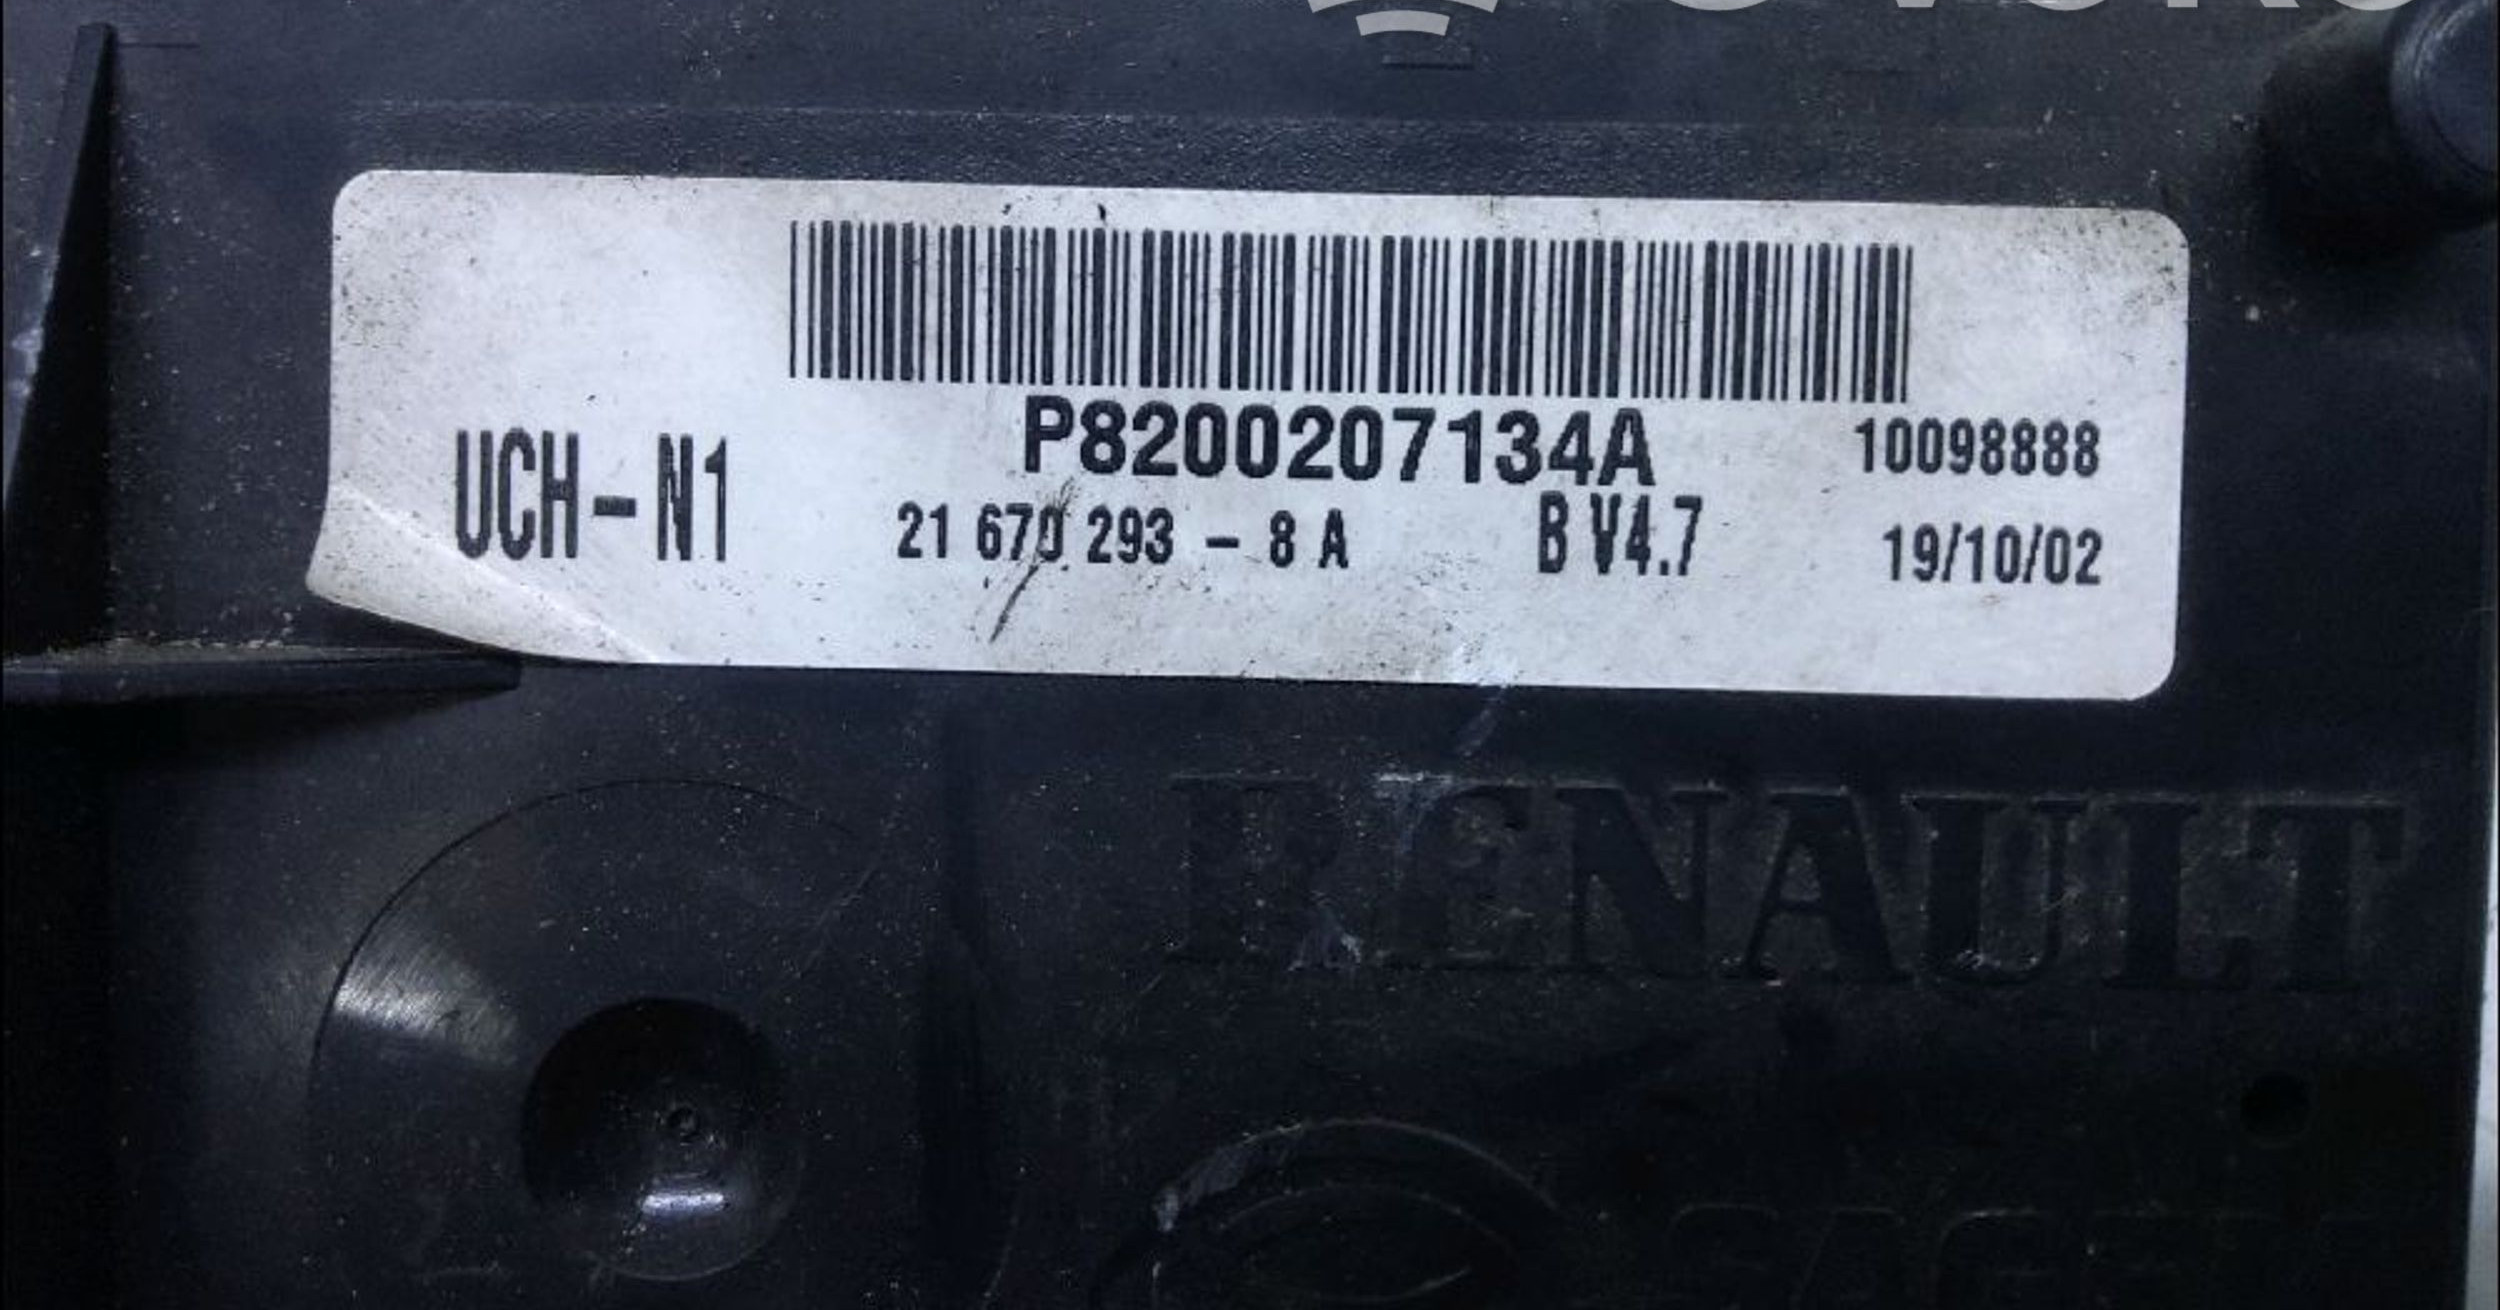 P8200207134A
10098888
UCH-N1
21 670 293 - 8 A
B V4.7
19/10/02
RENAULT